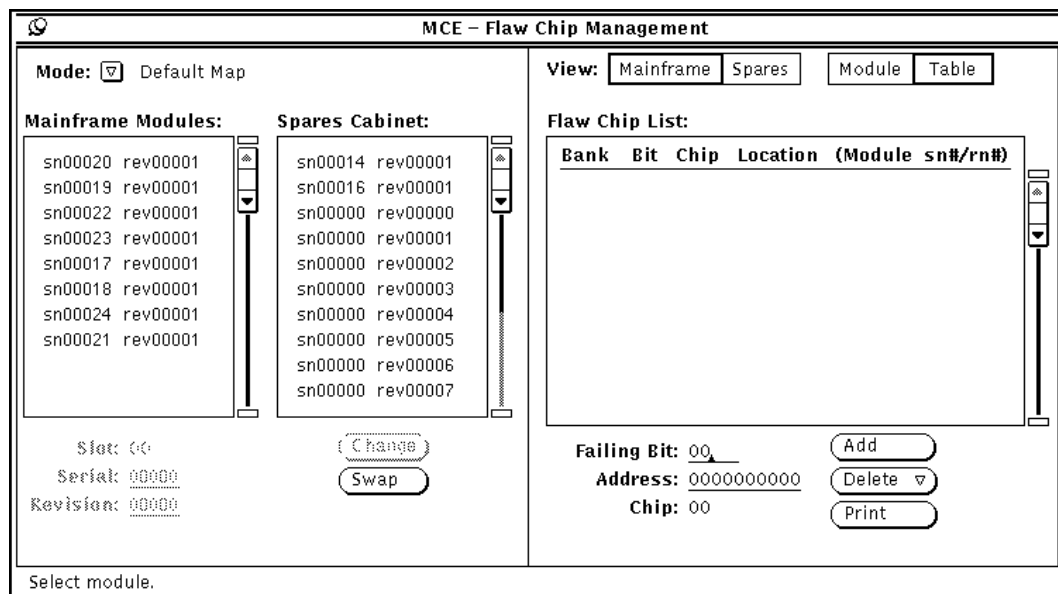 MCE – Flaw Chip Management
Mode: Default Map
Mainframe Modules:
sn00020 rev00001
sn00019 rev00001
sn00022 rev00001
sn00023 rev00001
sn00017 rev00001
sn00018 rev00001
sn00024 rev00001
sn00021 rev00001
Spares Cabinet:
sn00014 rev00001
sn00016 rev00001
sn00000 rev00000
sn00000 rev00001
sn00000 rev00002
sn00000 rev00003
sn00000 rev00004
sn00000 rev00005
sn00000 rev00006
sn00000 rev00007
Slot: 00
Serial: 00000
Revision: 00000
Change
Swap
View: Mainframe Spares Module Table
Flaw Chip List:
Bank Bit Chip Location (Module sn#/rn#)
Failing Bit: 00
Address: 0000000000
Chip: 00
Add
Delete
Print
Select module.